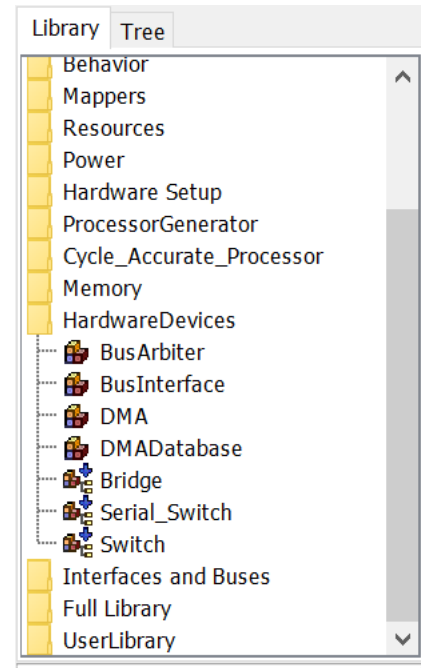 Library Tree
Behavior
Mappers
Resources
Power
Hardware Setup
ProcessorGenerator
Cycle_Accurate_Processor
Memory
HardwareDevices
BusArbiter
BusInterface
DMA
DMADatabase
Bridge
Serial_Switch
Switch
Interfaces and Buses
Full Library
UserLibrary